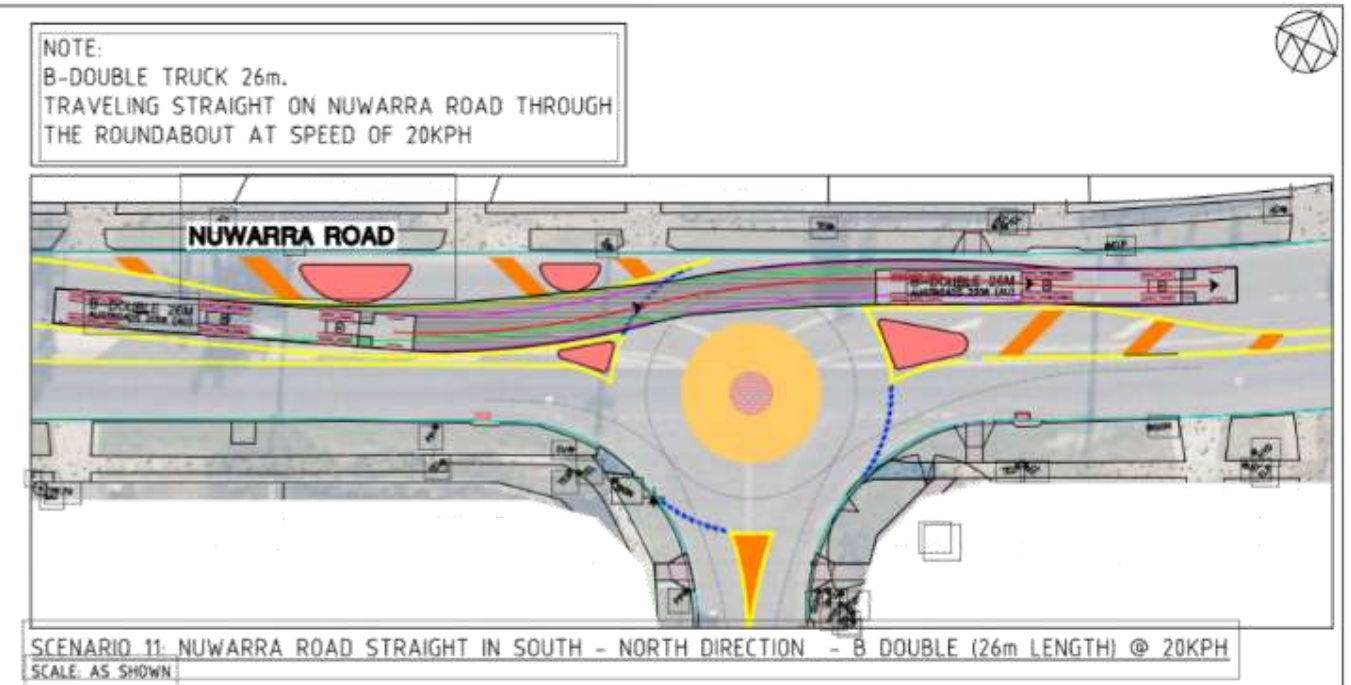 NOTE:
B-DOUBLE TRUCK 26m.
TRAVELING STRAIGHT ON NUWARRA ROAD THROUGH
THE ROUNDABOUT AT SPEED OF 20KPH
NUWARRA ROAD
B-DOUBLE 26M
B-DOUBLE 26M
SCENARIO 11: NUWARRA ROAD STRAIGHT IN SOUTH - NORTH DIRECTION - B DOUBLE (26m LENGTH) @ 20KPH
SCALE: AS SHOWN